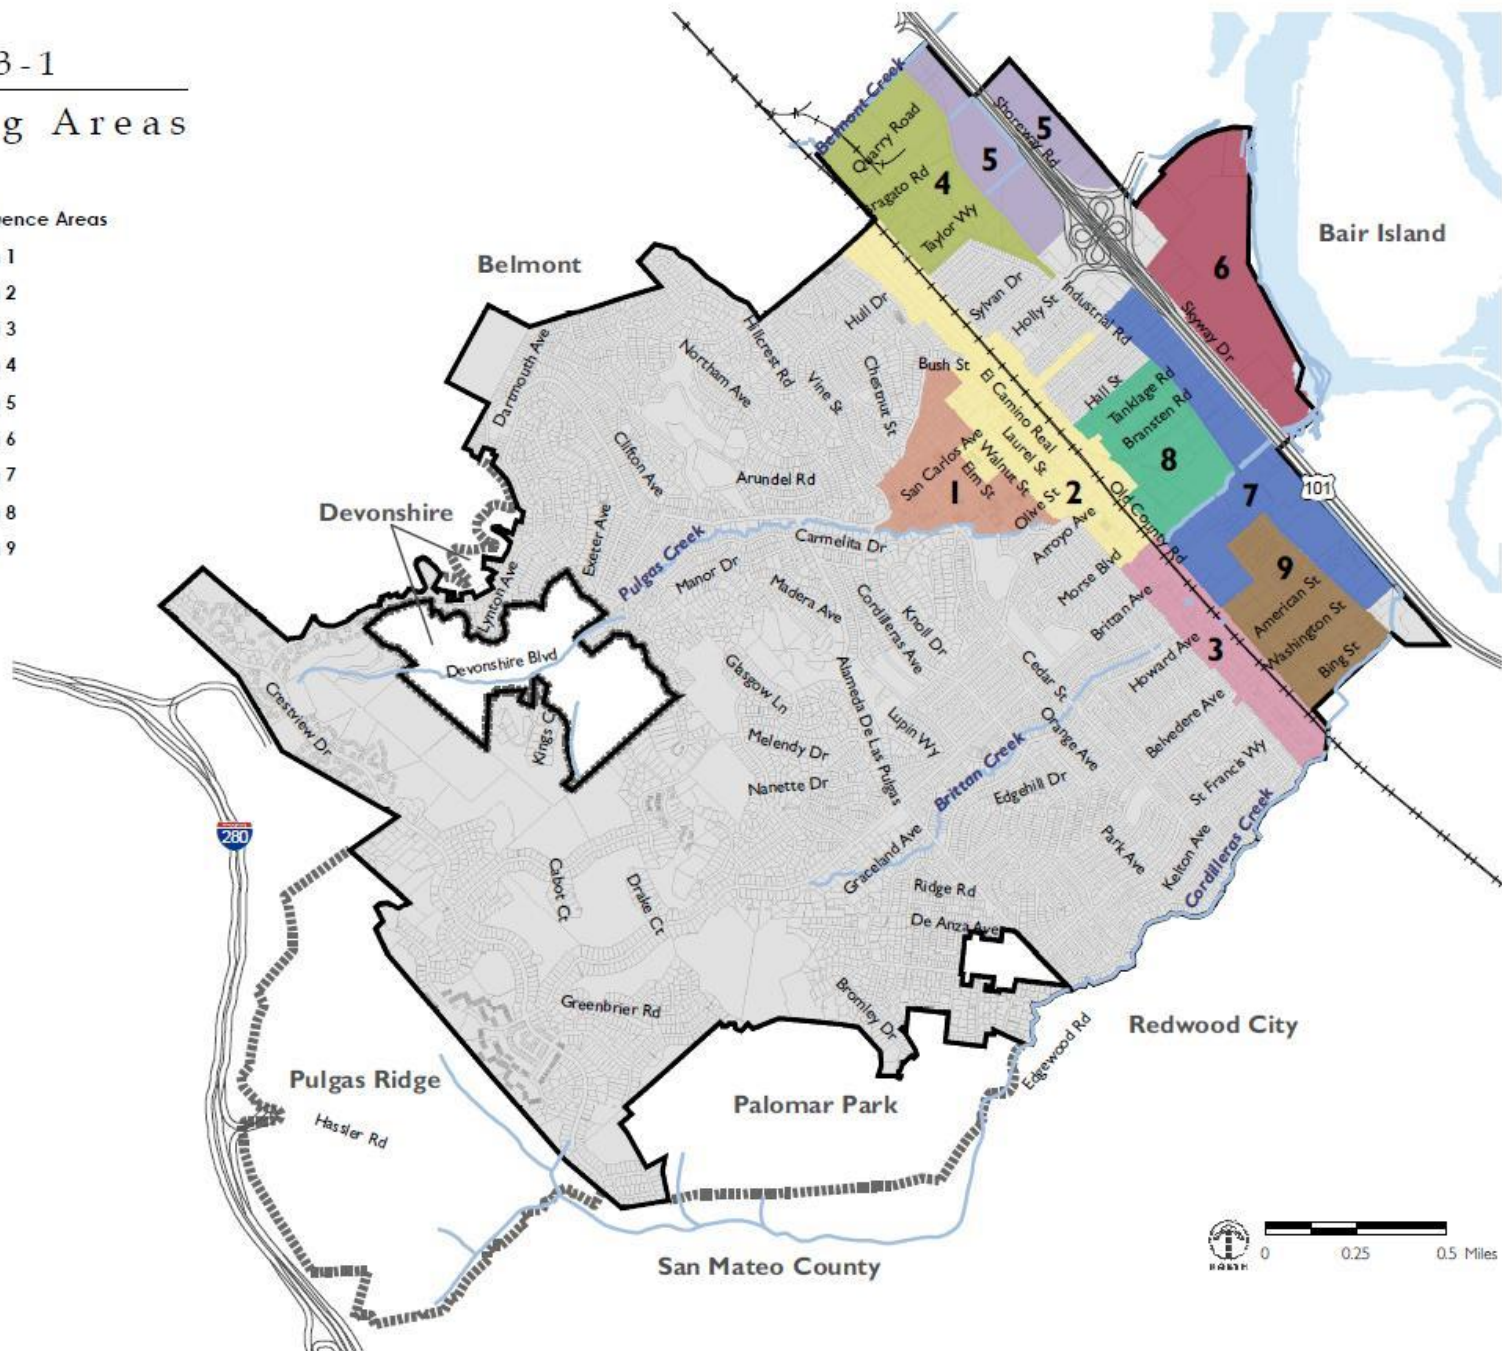 3-1
g Areas
ence Areas
1
2
3
4
5
6
7
8
9
Belmont Creek
Quarry Road
Bragato Rd
Taylor Wy
4
5
Shoreway Rd
5
6
Skyway Dr
Bair Island
Belmont
Hull Dr
Sylvan Dr
Holly St
Industrial Rd
Dartmouth Ave
Hillcrest Rd
Northam Ave
Vine St
Chestnut St
Bush St
El Camino Real
Hall St
Tanklage Rd
Bransten Rd
8
Clifton Ave
Arundel Rd
San Carlos Ave
Laurel St
Walnut St
Elm St
1
Olive St
2
Old County Rd
7
101
Devonshire
Exeter Ave
Pulgas Creek
Carmelita Dr
Arroyo Ave
Morse Blvd
9
American St
Washington St
Bing St
Lynton Ave
Manor Dr
Madera Ave
Cordilleras Ave
Knoll Dr
Brittan Ave
Howard Ave
3
Devonshire Blvd
Crestview Dr
Kings C
Glasgow Ln
Alameda De Las Pulgas
Lupin Wy
Cedar St
Orange Ave
Belvedere Ave
Melendy Dr
Nanette Dr
Brittan Creek
Edgehill Dr
St Francis Wy
280
Graceland Ave
Park Ave
Kelton Ave
Cordilleras Creek
Cabot Ct
Drake Ct
Ridge Rd
De Anza Ave
Greenbrier Rd
Bromley Dr
Redwood City
Edgewood Rd
Pulgas Ridge
Hassler Rd
Palomar Park
San Mateo County
NORTH
0 0.25 0.5 Miles